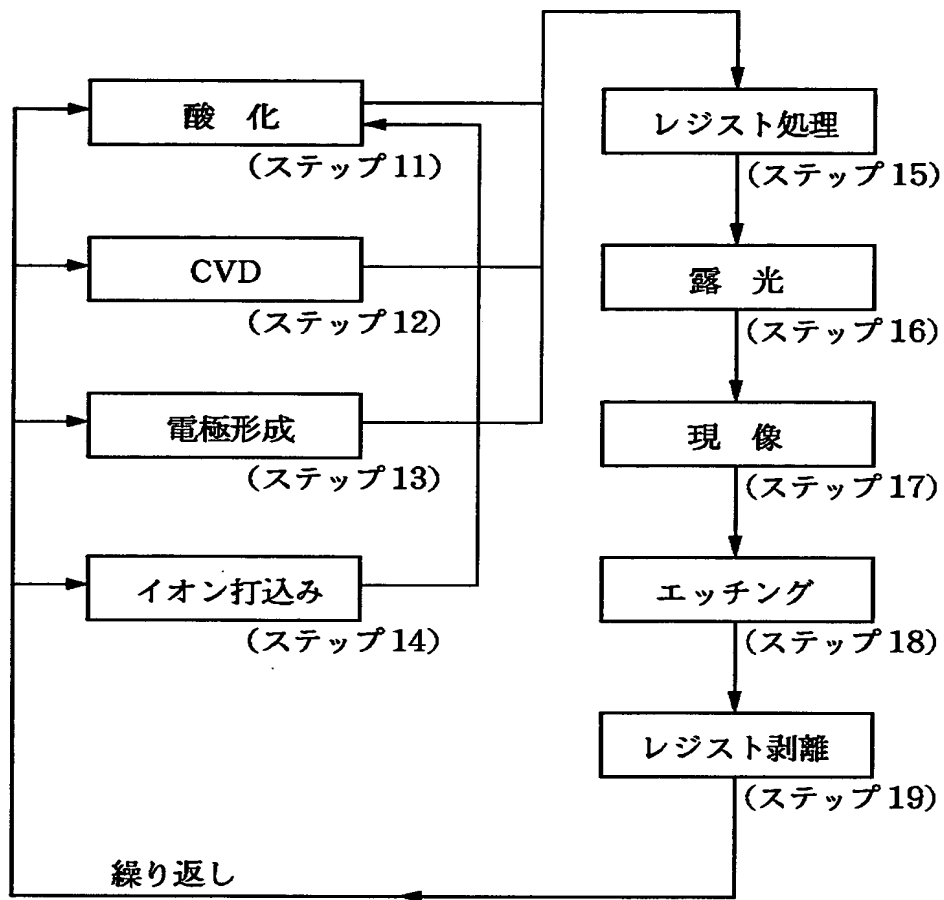 酸 化
(ステップ11)
CVD
(ステップ12)
電極形成
(ステップ13)
イオン打込み
(ステップ14)
レジスト処理
(ステップ15)
露 光
(ステップ16)
現 像
(ステップ17)
エッチング
(ステップ18)
レジスト剥離
(ステップ19)
繰り返し